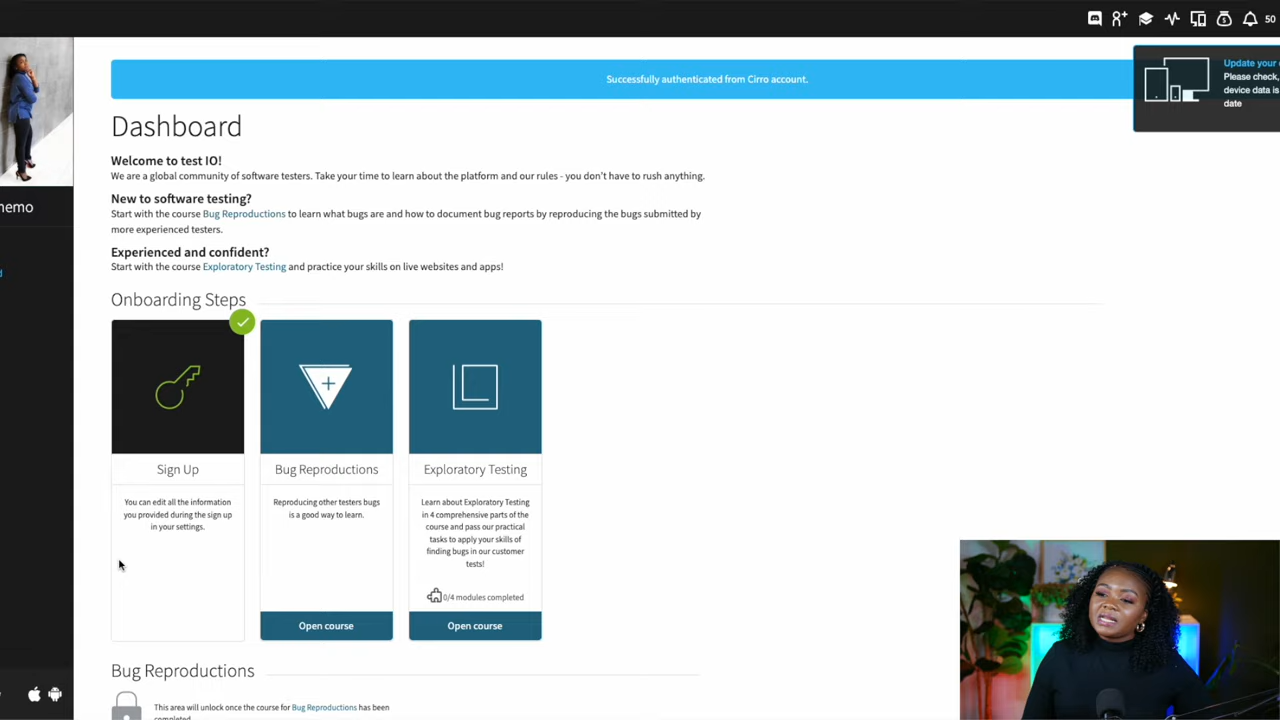 50
Successfully authenticated from Cirro account.
Update your
Please check,
device data is
date
Dashboard
Welcome to test IO!
We are a global community of software testers. Take your time to learn about the platform and our rules - you don't have to rush anything.
New to software testing?
Start with the course Bug Reproductions to learn what bugs are and how to document bug reports by reproducing the bugs submitted by
more experienced testers.
Experienced and confident?
Start with the course Exploratory Testing and practice your skills on live websites and apps!
Onboarding Steps
Sign Up
You can edit all the information
you provided during the sign up
in your settings.
Bug Reproductions
Reproducing other testers bugs
is a good way to learn.
Open course
Exploratory Testing
Learn about Exploratory Testing
in 4 comprehensive parts of the
course and pass our practical
tasks to apply your skills of
finding bugs in our customer
tests!
0/4 modules completed
Open course
Bug Reproductions
This area will unlock once the course for Bug Reproductions has been
completed